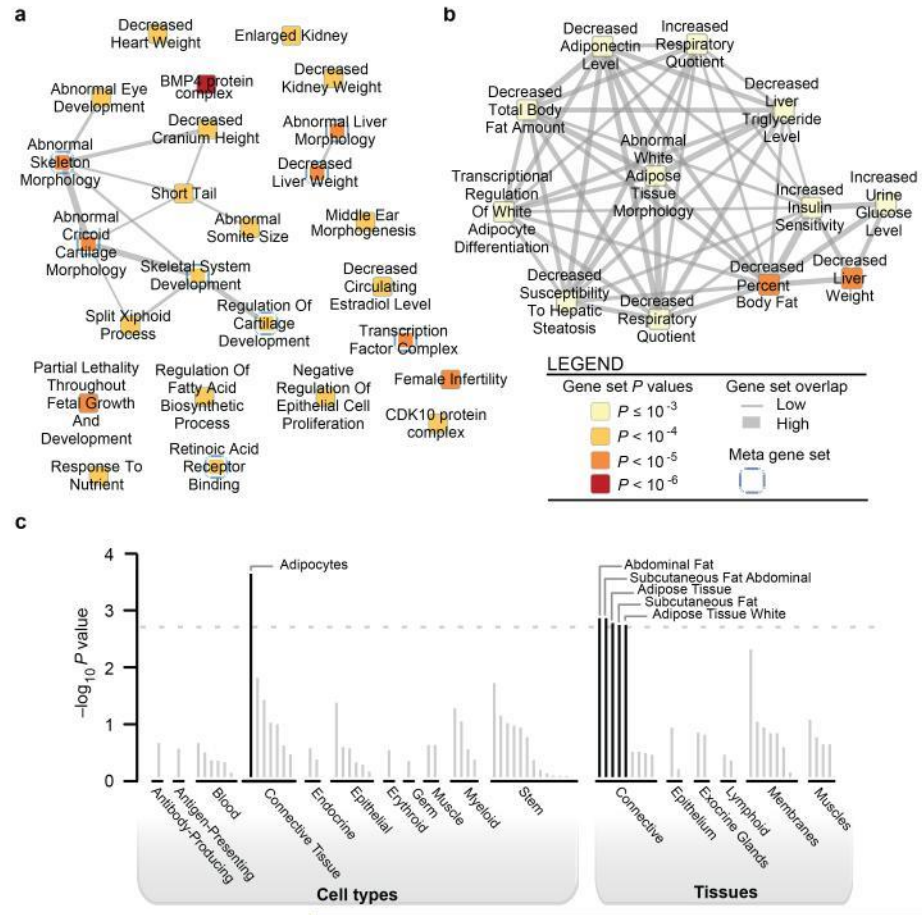 a
Decreased
Heart Weight
Enlarged Kidney
Abnormal Eye
Development
BMP4 protein
complex
Decreased
Kidney Weight
Decreased
Cranium Height
Abnormal Liver
Morphology
Abnormal
Skeleton
Morphology
Decreased
Liver Weight
Short Tail
Abnormal
Cricoid
Cartilage
Morphology
Abnormal
Somite Size
Middle Ear
Morphogenesis
Skeletal System
Development
Decreased
Circulating
Estradiol Level
Split Xiphoid
Process
Regulation Of
Cartilage
Development
Transcription
Factor Complex
Partial Lethality
Throughout
Fetal Growth
And
Development
Regulation Of
Fatty Acid
Biosynthetic
Process
Negative
Regulation Of
Epithelial Cell
Proliferation
Female Infertility
CDK10 protein
complex
Response To
Nutrient
Retinoic Acid
Receptor
Binding
b
Decreased
Adiponectin
Level
Increased
Respiratory
Quotient
Decreased
Total Body
Fat Amount
Decreased
Liver
Triglyceride
Level
Abnormal
White
Adipose
Tissue
Morphology
Transcriptional
Regulation
Of White
Adipocyte
Differentiation
Increased
Insulin
Sensitivity
Increased
Urine
Glucose
Level
Decreased
Susceptibility
To Hepatic
Steatosis
Decreased
Respiratory
Quotient
Decreased
Percent
Body Fat
Decreased
Liver
Weight
LEGEND
Gene set P values
P ≤ 10⁻³
P < 10⁻⁴
P < 10⁻⁵
P < 10⁻⁶
Gene set overlap
Low
High
Meta gene set
c
−log₁₀ P value
4
3
2
1
0
Adipocytes
Abdominal Fat
Subcutaneous Fat Abdominal
Adipose Tissue
Subcutaneous Fat
Adipose Tissue White
Antibody-Producing
Antigen-Presenting
Blood
Connective Tissue
Endocrine
Epithelial
Erythroid
Germ
Muscle
Myeloid
Stem
Cell types
Connective
Epithelium
Exocrine Glands
Lymphoid
Membranes
Muscles
Tissues